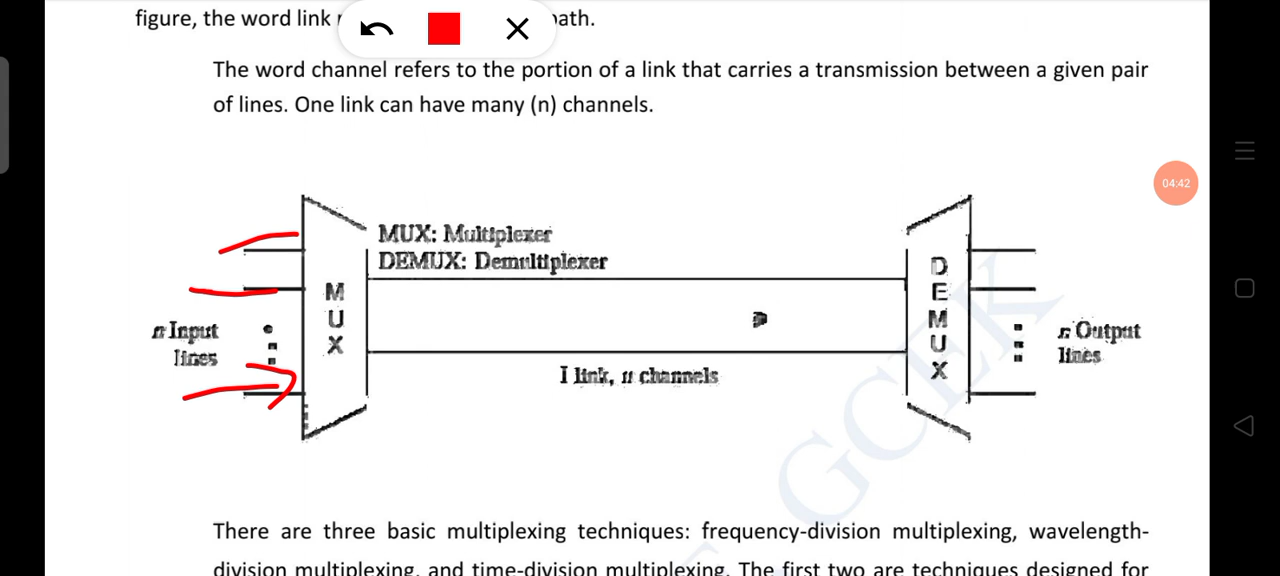 figure, the word link
ath.
The word channel refers to the portion of a link that carries a transmission between a given pair
of lines. One link can have many (n) channels.
04:42
MUX: Multiplexer
DEMUX: Demultiplexer
MUX
DEMUX
n Input
lines
1 link, n channels
n Output
lines
GCEK
There are three basic multiplexing techniques: frequency-division multiplexing, wavelength-
division multiplexing, and time-division multiplexing. The first two are techniques designed for